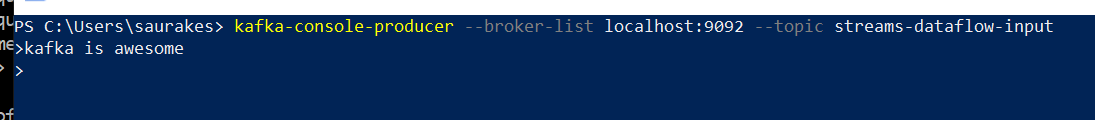 PS C:\Users\saurakes> kafka-console-producer --broker-list localhost:9092 --topic streams-dataflow-input
>kafka is awesome
>